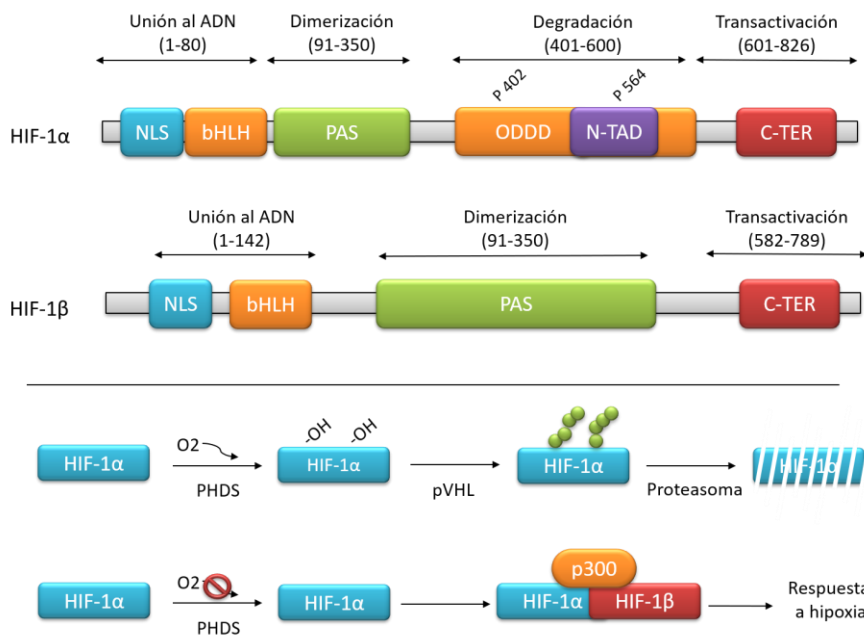 Unión al ADN
(1-80)
Dimerización
(91-350)
Degradación
(401-600)
Transactivación
(601-826)
P 402
P 564
HIF-1α
NLS
bHLH
PAS
ODDD
N-TAD
C-TER
Unión al ADN
(1-142)
Dimerización
(91-350)
Transactivación
(582-789)
HIF-1β
NLS
bHLH
PAS
C-TER
HIF-1α
O2
PHDS
-OH
-OH
HIF-1α
pVHL
HIF-1α
Proteasoma
HIF-1α
HIF-1α
O2
PHDS
HIF-1α
p300
HIF-1α
HIF-1β
Respuesta
a hipoxia